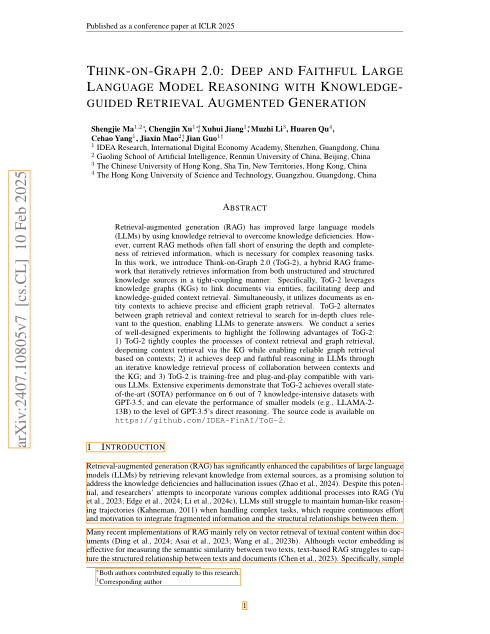 Published as a conference paper at ICLR 2025
THINK-ON-GRAPH 2.0: DEEP AND FAITHFUL LARGE
LANGUAGE MODEL REASONING WITH KNOWLEDGE-
GUIDED RETRIEVAL AUGMENTED GENERATION
Shengjie Ma1,2*, Chengjin Xu1*‡, Xuhui Jiang1*, Muzhi Li3, Huaren Qu4,
Cehao Yang1, Jiaxin Mao2‡, Jian Guo1‡
1 IDEA Research, International Digital Economy Academy, Shenzhen, Guangdong, China
2 Gaoling School of Artificial Intelligence, Renmin University of China, Beijing, China
3 The Chinese University of Hong Kong, Sha Tin, New Territories, Hong Kong, China
4 The Hong Kong University of Science and Technology, Guangzhou, Guangdong, China
ABSTRACT
Retrieval-augmented generation (RAG) has improved large language models
(LLMs) by using knowledge retrieval to overcome knowledge deficiencies. How-
ever, current RAG methods often fall short of ensuring the depth and complete-
ness of retrieved information, which is necessary for complex reasoning tasks.
In this work, we introduce Think-on-Graph 2.0 (ToG-2), a hybrid RAG frame-
work that iteratively retrieves information from both unstructured and structured
knowledge sources in a tight-coupling manner. Specifically, ToG-2 leverages
knowledge graphs (KGs) to link documents via entities, facilitating deep and
knowledge-guided context retrieval. Simultaneously, it utilizes documents as en-
tity contexts to achieve precise and efficient graph retrieval. ToG-2 alternates
between graph retrieval and context retrieval to search for in-depth clues rele-
vant to the question, enabling LLMs to generate answers. We conduct a series
of well-designed experiments to highlight the following advantages of ToG-2:
1) ToG-2 tightly couples the processes of context retrieval and graph retrieval,
deepening context retrieval via the KG while enabling reliable graph retrieval
based on contexts; 2) it achieves deep and faithful reasoning in LLMs through
an iterative knowledge retrieval process of collaboration between contexts and
the KG; and 3) ToG-2 is training-free and plug-and-play compatible with vari-
ous LLMs. Extensive experiments demonstrate that ToG-2 achieves overall state-
of-the-art (SOTA) performance on 6 out of 7 knowledge-intensive datasets with
GPT-3.5, and can elevate the performance of smaller models (e.g., LLAMA-2-
13B) to the level of GPT-3.5's direct reasoning. The source code is available on
https://github.com/IDEA-FinAI/ToG-2.
1 INTRODUCTION
Retrieval-augmented generation (RAG) has significantly enhanced the capabilities of large language
models (LLMs) by retrieving relevant knowledge from external sources, as a promising solution to
address the knowledge deficiencies and hallucination issues (Zhao et al., 2024). Despite this poten-
tial, and researchers' attempts to incorporate various complex additional processes into RAG (Yu
et al., 2023; Edge et al., 2024; Li et al., 2024c), LLMs still struggle to maintain human-like reason-
ing trajectories (Kahneman, 2011) when handling complex tasks, which require continuous effort
and motivation to integrate fragmented information and the structural relationships between them.
Many recent implementations of RAG mainly rely on vector retrieval of textual content within doc-
uments (Ding et al., 2024; Asai et al., 2023; Wang et al., 2023b). Although vector embedding is
effective for measuring the semantic similarity between two texts, text-based RAG struggles to cap-
ture the structured relationship between texts and documents (Chen et al., 2023). Specifically, simple
*Both authors contributed equally to this research.
‡Corresponding author
1
arXiv:2407.10805v7 [cs.CL] 10 Feb 2025